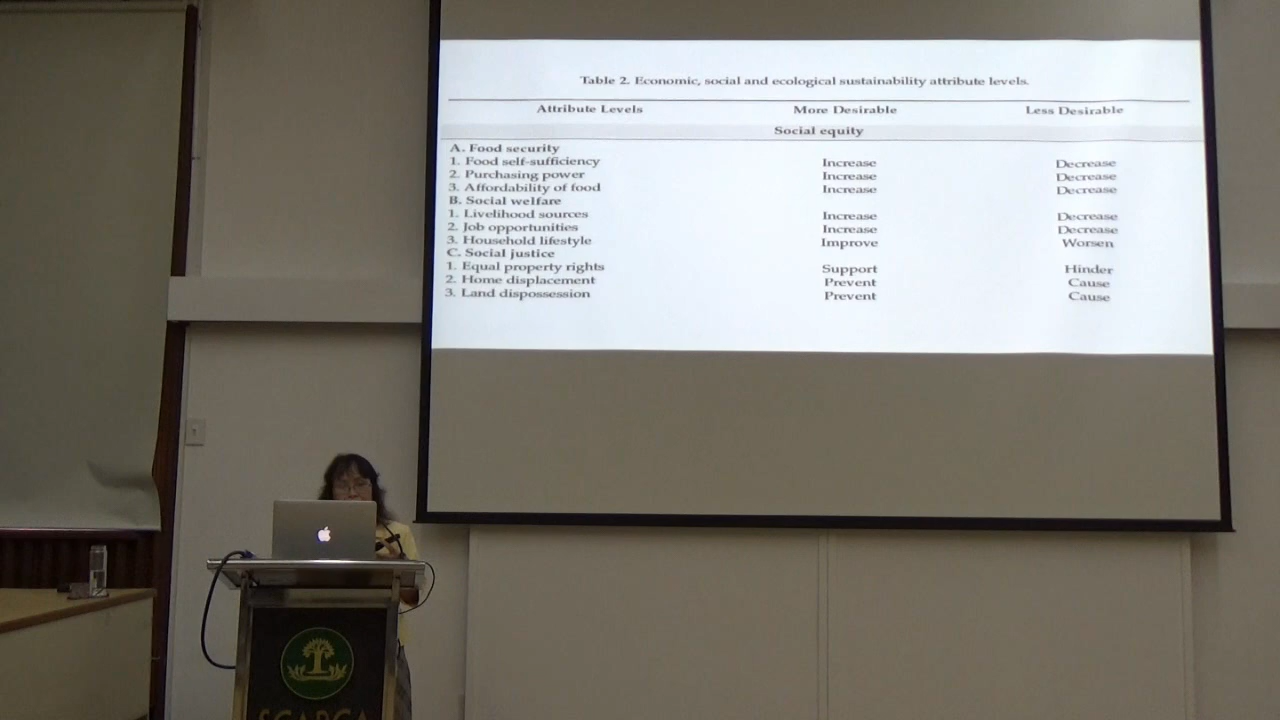 Table 2. Economic, social and ecological sustainability attribute levels.
Attribute Levels More Desirable Less Desirable
Social equity
A. Food security
1. Food self-sufficiency Increase Decrease
2. Purchasing power Increase Decrease
3. Affordability of food Increase Decrease
B. Social welfare
1. Livelihood sources Increase Decrease
2. Job opportunities Increase Decrease
3. Household lifestyle Improve Worsen
C. Social justice
1. Equal property rights Support Hinder
2. Home displacement Prevent Cause
3. Land dispossession Prevent Cause